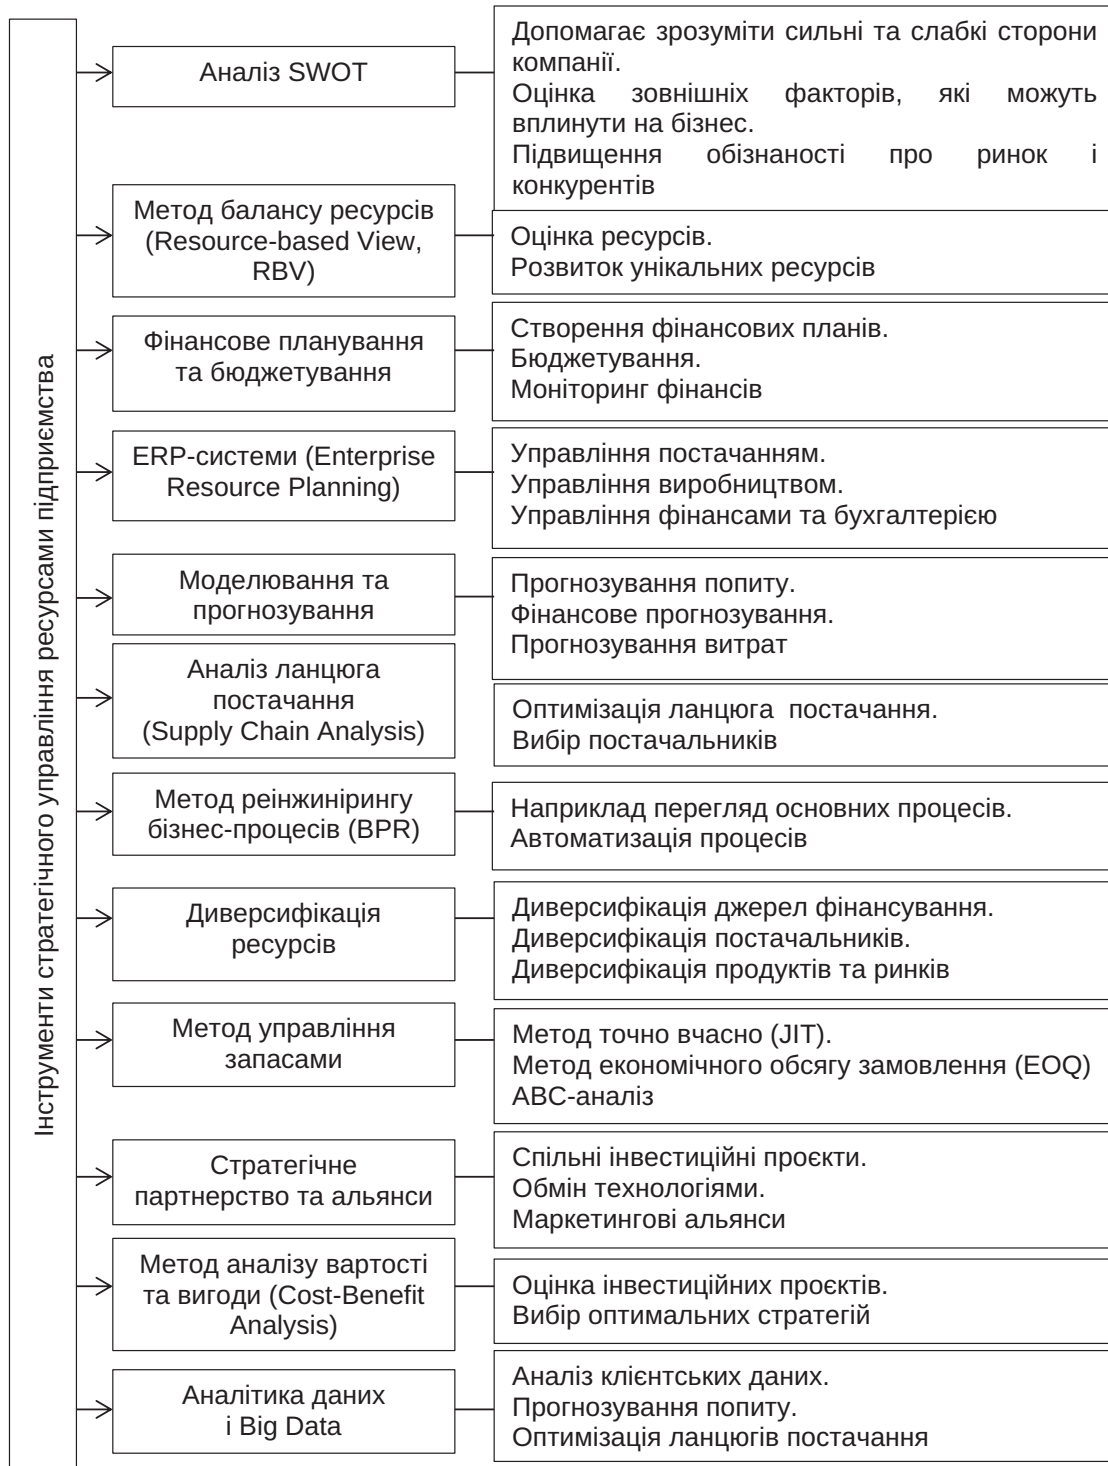 Інструменти стратегічного управління ресурсами підприємства
Аналіз SWOT
Допомагає зрозуміти сильні та слабкі сторони
компанії.
Оцінка зовнішніх факторів, які можуть
вплинути на бізнес.
Підвищення обізнаності про ринок і
конкурентів
Метод балансу ресурсів
(Resource-based View,
RBV)
Оцінка ресурсів.
Розвиток унікальних ресурсів
Фінансове планування
та бюджетування
Створення фінансових планів.
Бюджетування.
Моніторинг фінансів
ERP-системи (Enterprise
Resource Planning)
Управління постачанням.
Управління виробництвом.
Управління фінансами та бухгалтерією
Моделювання та
прогнозування
Прогнозування попиту.
Фінансове прогнозування.
Прогнозування витрат
Аналіз ланцюга
постачання
(Supply Chain Analysis)
Оптимізація ланцюга постачання.
Вибір постачальників
Метод реінжинірингу
бізнес-процесів (BPR)
Наприклад перегляд основних процесів.
Автоматизація процесів
Диверсифікація
ресурсів
Диверсифікація джерел фінансування.
Диверсифікація постачальників.
Диверсифікація продуктів та ринків
Метод управління
запасами
Метод точно вчасно (JIT).
Метод економічного обсягу замовлення (EOQ)
ABC-аналіз
Стратегічне
партнерство та альянси
Спільні інвестиційні проєкти.
Обмін технологіями.
Маркетингові альянси
Метод аналізу вартості
та вигоди (Cost-Benefit
Analysis)
Оцінка інвестиційних проєктів.
Вибір оптимальних стратегій
Аналітика даних
і Big Data
Аналіз клієнтських даних.
Прогнозування попиту.
Оптимізація ланцюгів постачання